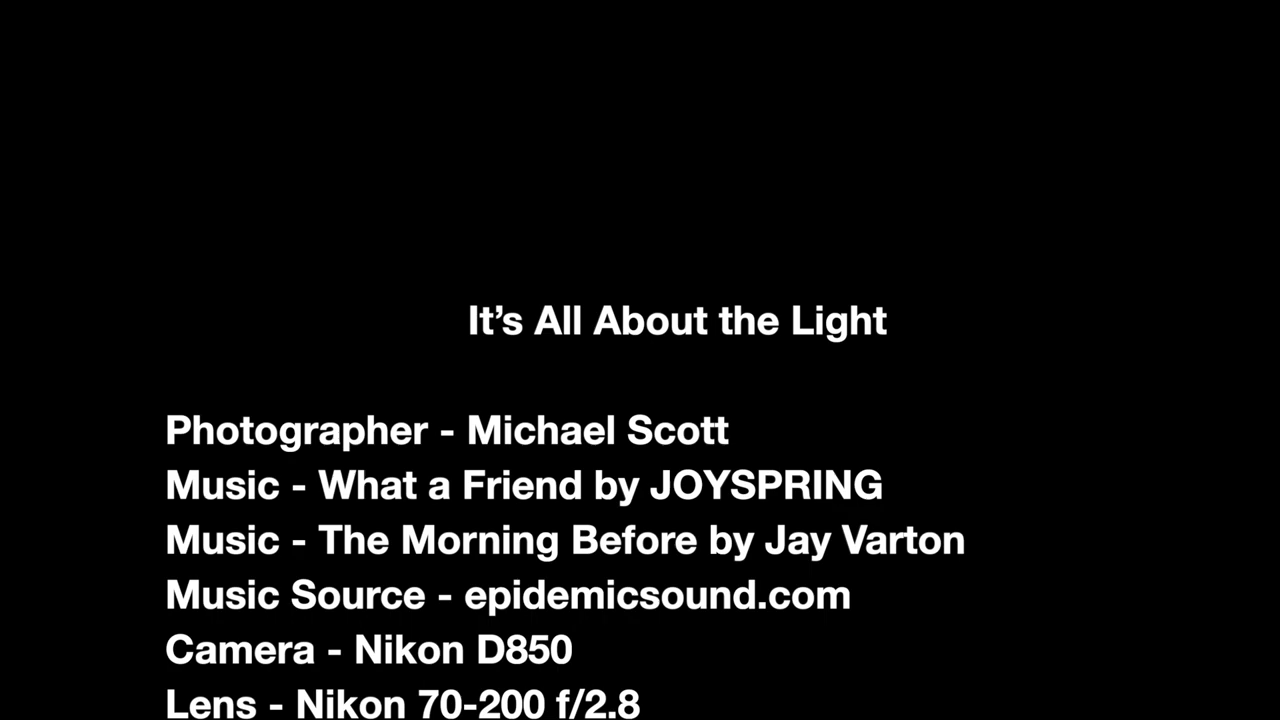 It’s All About the Light
Photographer - Michael Scott
Music - What a Friend by JOYSPRING
Music - The Morning Before by Jay Varton
Music Source - epidemicsound.com
Camera - Nikon D850
Lens - Nikon 70-200 f/2.8